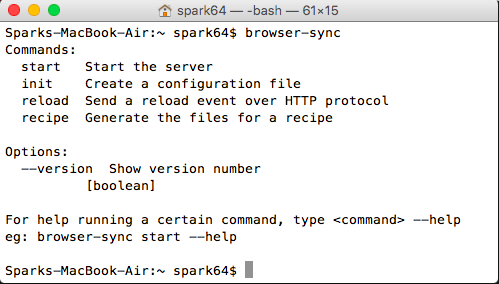 spark64 — -bash — 61×15
Sparks-MacBook-Air:~ spark64$ browser-sync
Commands:
  start   Start the server
  init    Create a configuration file
  reload  Send a reload event over HTTP protocol
  recipe  Generate the files for a recipe
Options:
  --version  Show version number
          [boolean]
For help running a certain command, type <command> --help
eg: browser-sync start --help
Sparks-MacBook-Air:~ spark64$